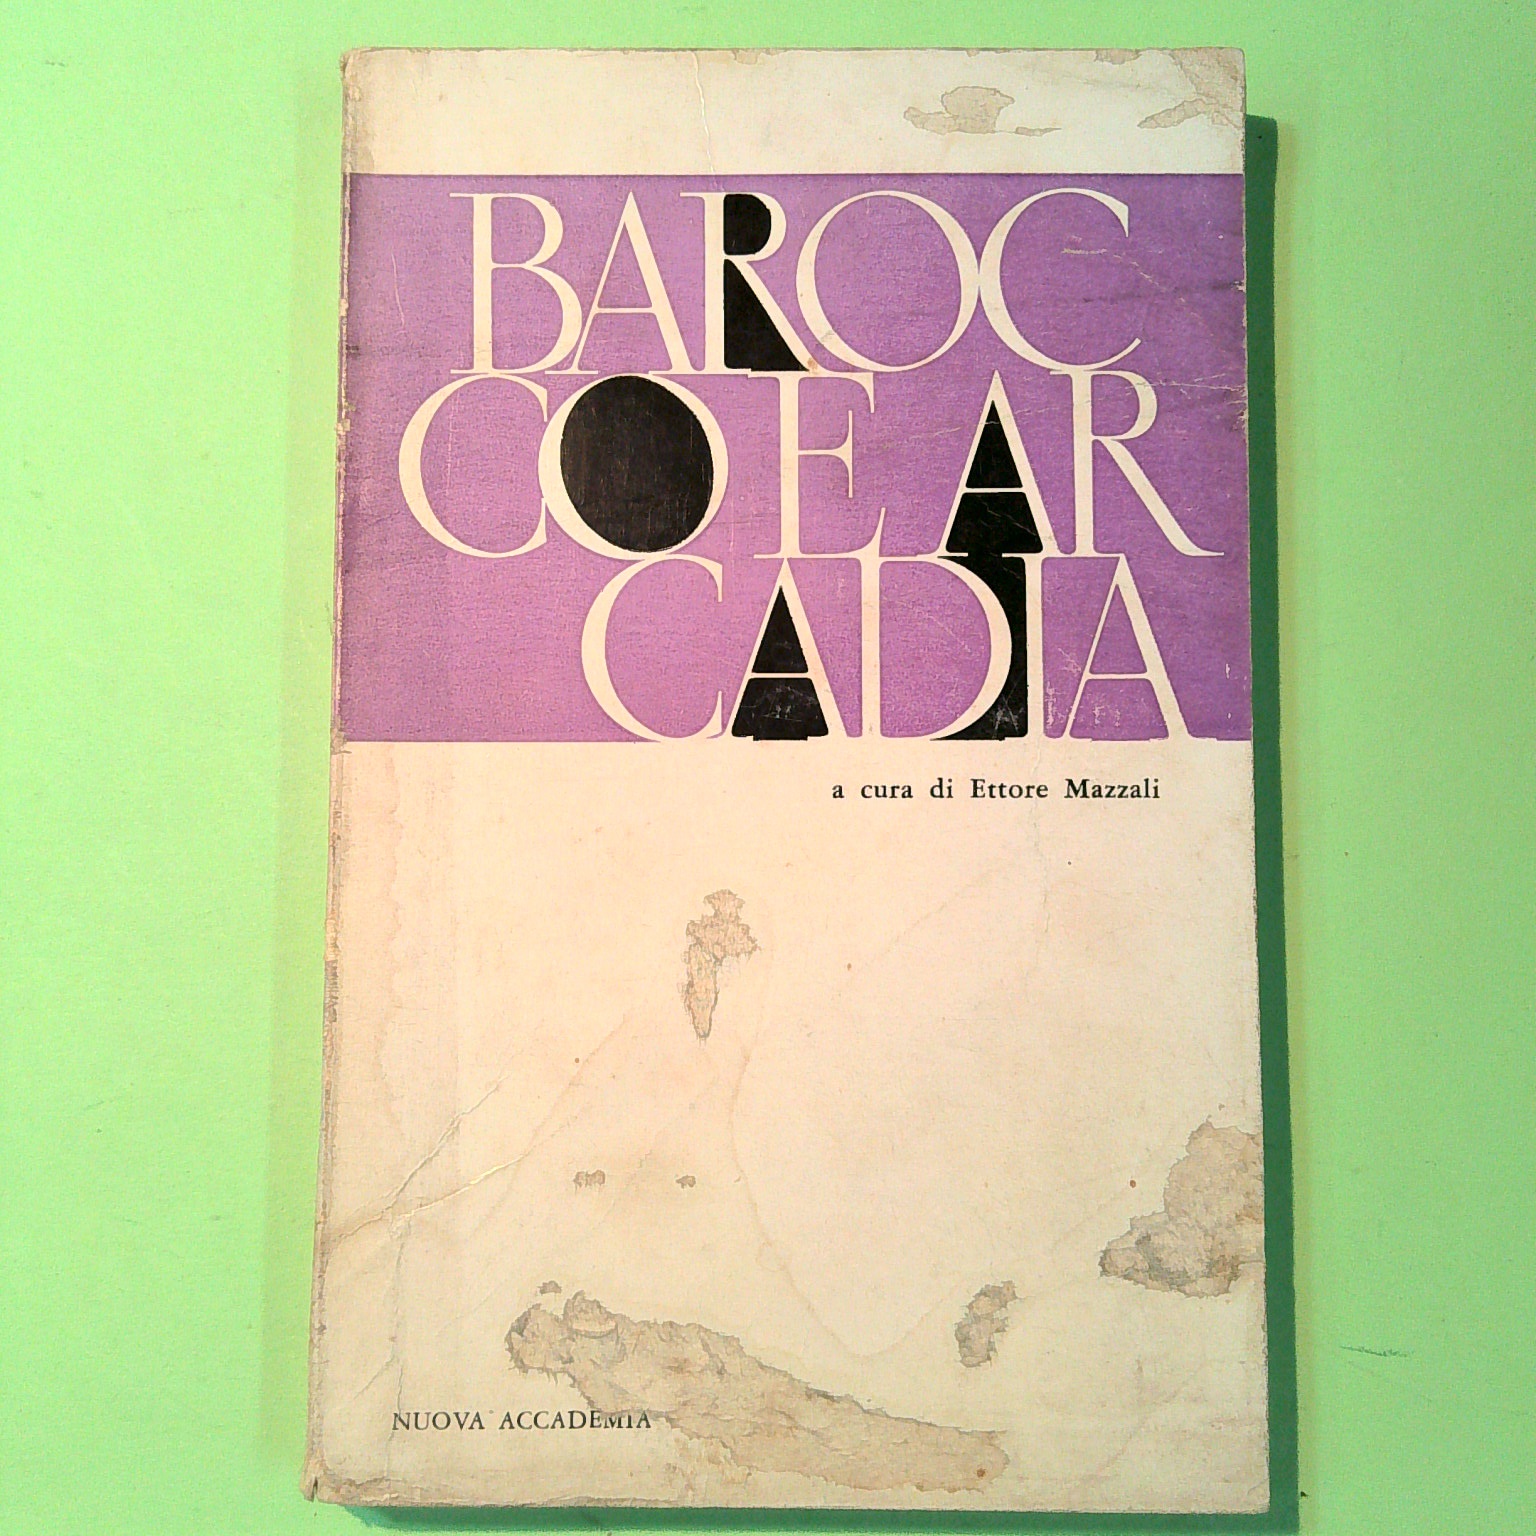 BAROC
CO E AR
CADIA
a cura di Ettore Mazzali
NUOVA ACCADEMIA